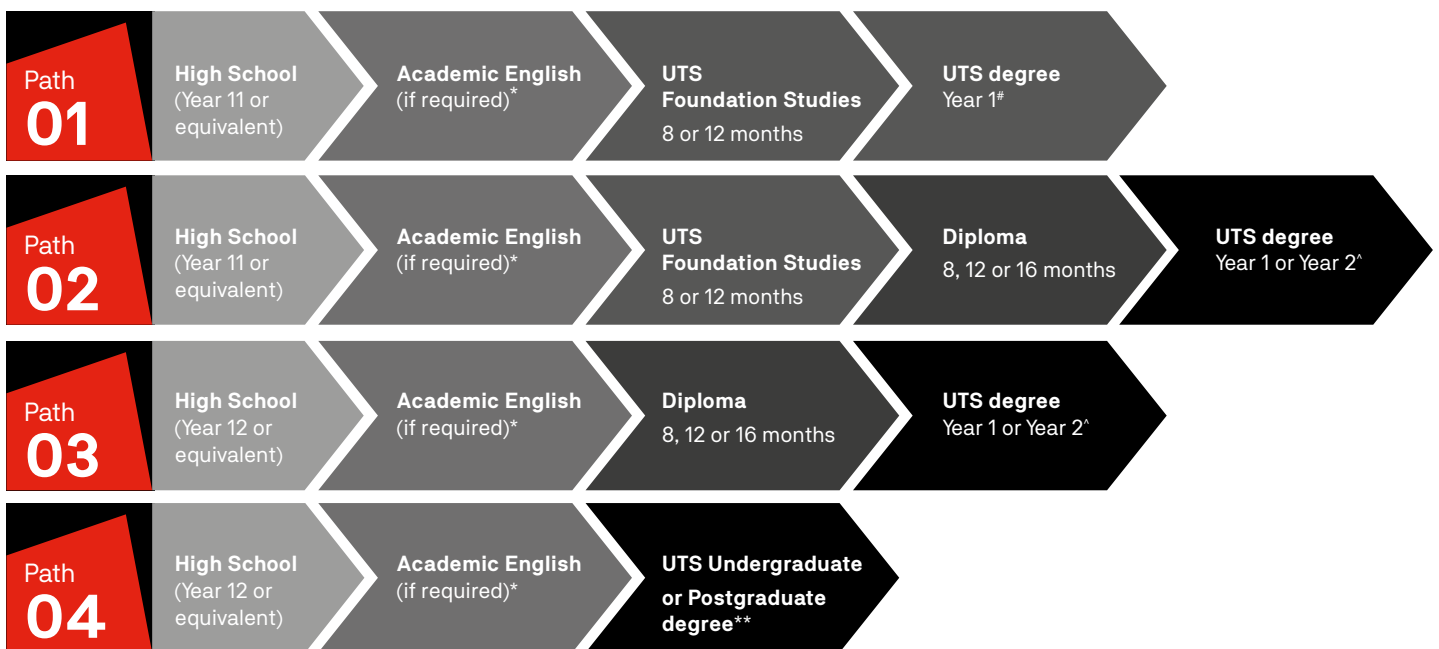 Path
01
High School
(Year 11 or
equivalent)
Academic English
(if required)*
UTS
Foundation Studies
8 or 12 months
UTS degree
Year 1#
Path
02
High School
(Year 11 or
equivalent)
Academic English
(if required)*
UTS
Foundation Studies
8 or 12 months
Diploma
8, 12 or 16 months
UTS degree
Year 1 or Year 2^
Path
03
High School
(Year 12 or
equivalent)
Academic English
(if required)*
Diploma
8, 12 or 16 months
UTS degree
Year 1 or Year 2^
Path
04
High School
(Year 12 or
equivalent)
Academic English
(if required)*
UTS Undergraduate
or Postgraduate
degree**